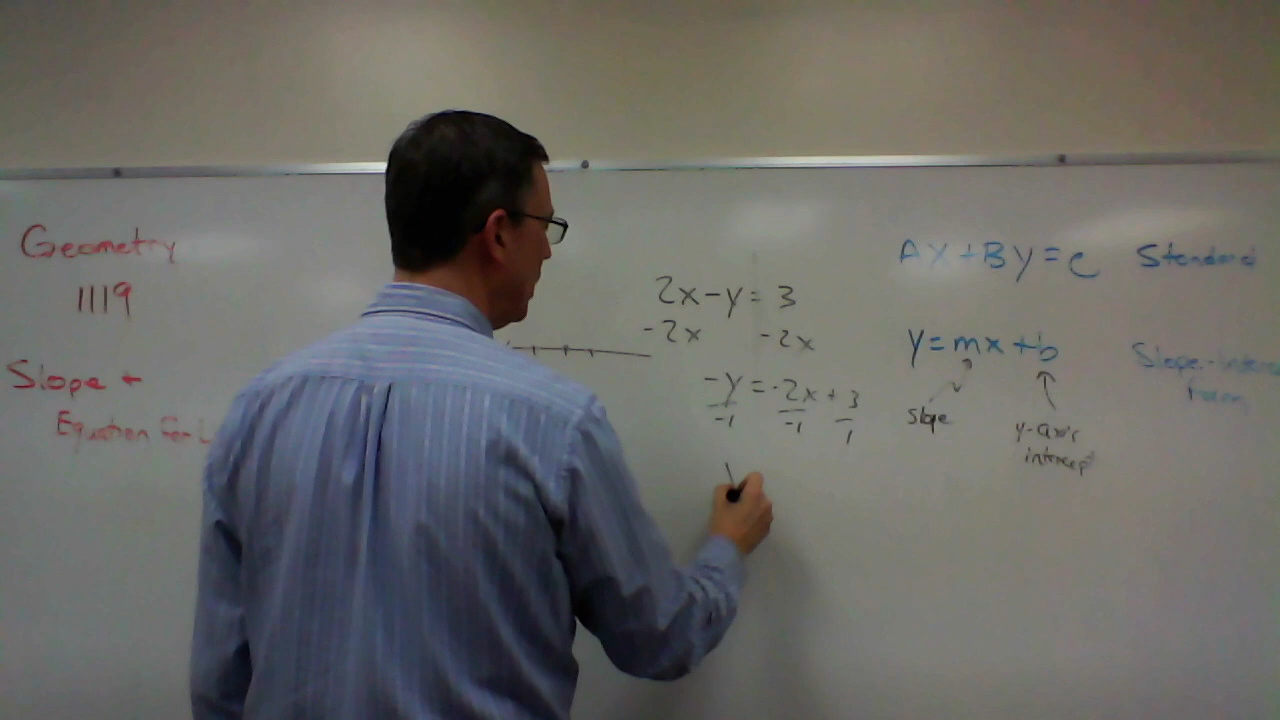 Geometry
1119
Slope +
Equation For L
2x-y= 3
-2x -2x
-y =-2x+ 3
-1 -1 1
AX+BY=C Standard
y=mx+b Slope-Interc
form
Slope
y-axis
intercept